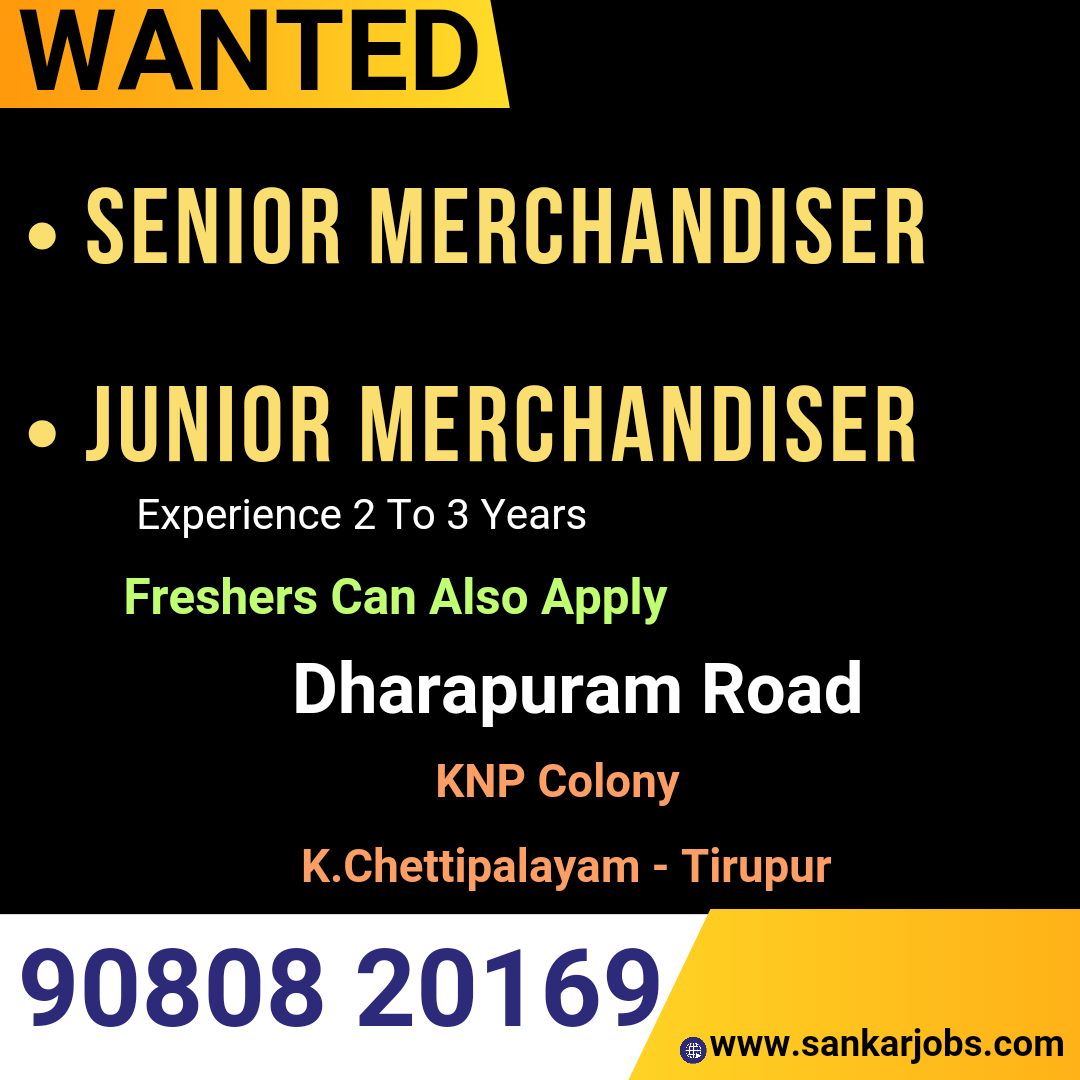 WANTED
• SENIOR MERCHANDISER
• JUNIOR MERCHANDISER
Experience 2 To 3 Years
Freshers Can Also Apply
Dharapuram Road
KNP Colony
K.Chettipalayam - Tirupur
90808 20169
www.sankarjobs.com